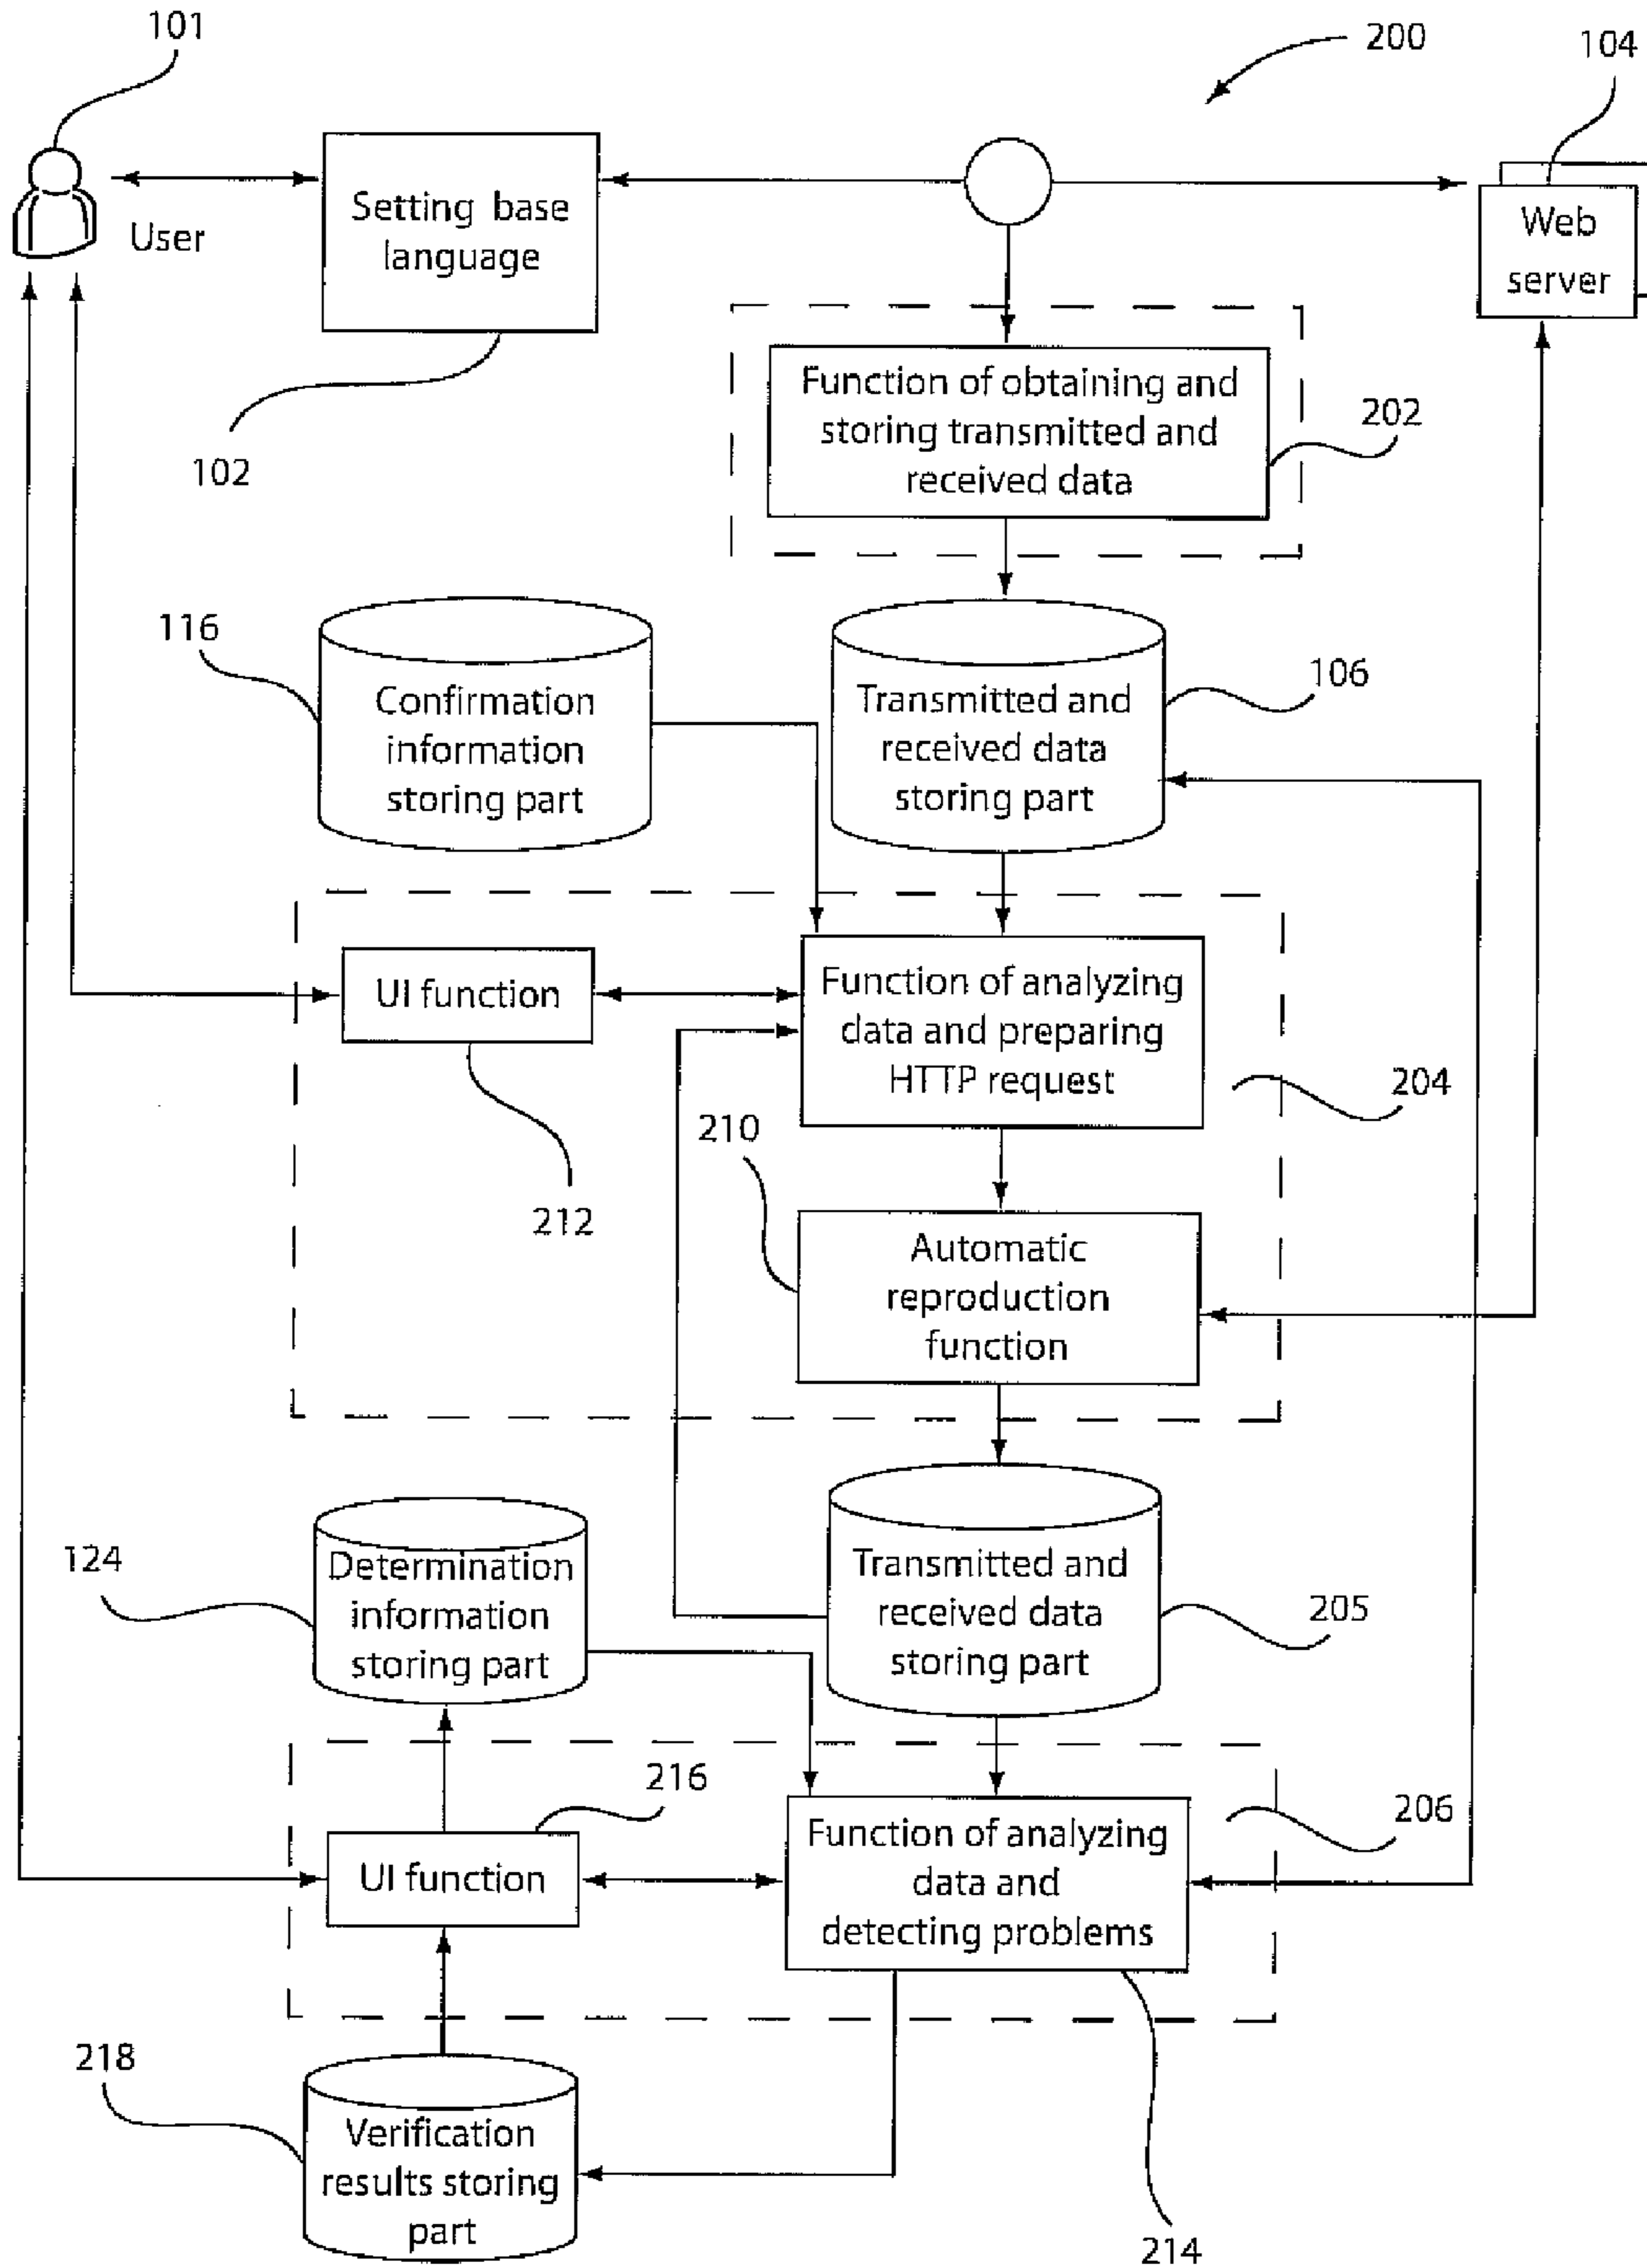 101
200
104
User
Setting base
language
Web
server
102
Function of obtaining and
storing transmitted and
received data
202
116
Confirmation
information
storing part
Transmitted and
received data
storing part
106
UI function
Function of analyzing
data and preparing
HTTP request
204
212
210
Automatic
reproduction
function
124
Determination
information
storing part
Transmitted and
received data
storing part
205
216
206
UI function
Function of analyzing
data and
detecting problems
218
Verification
results storing
part
214